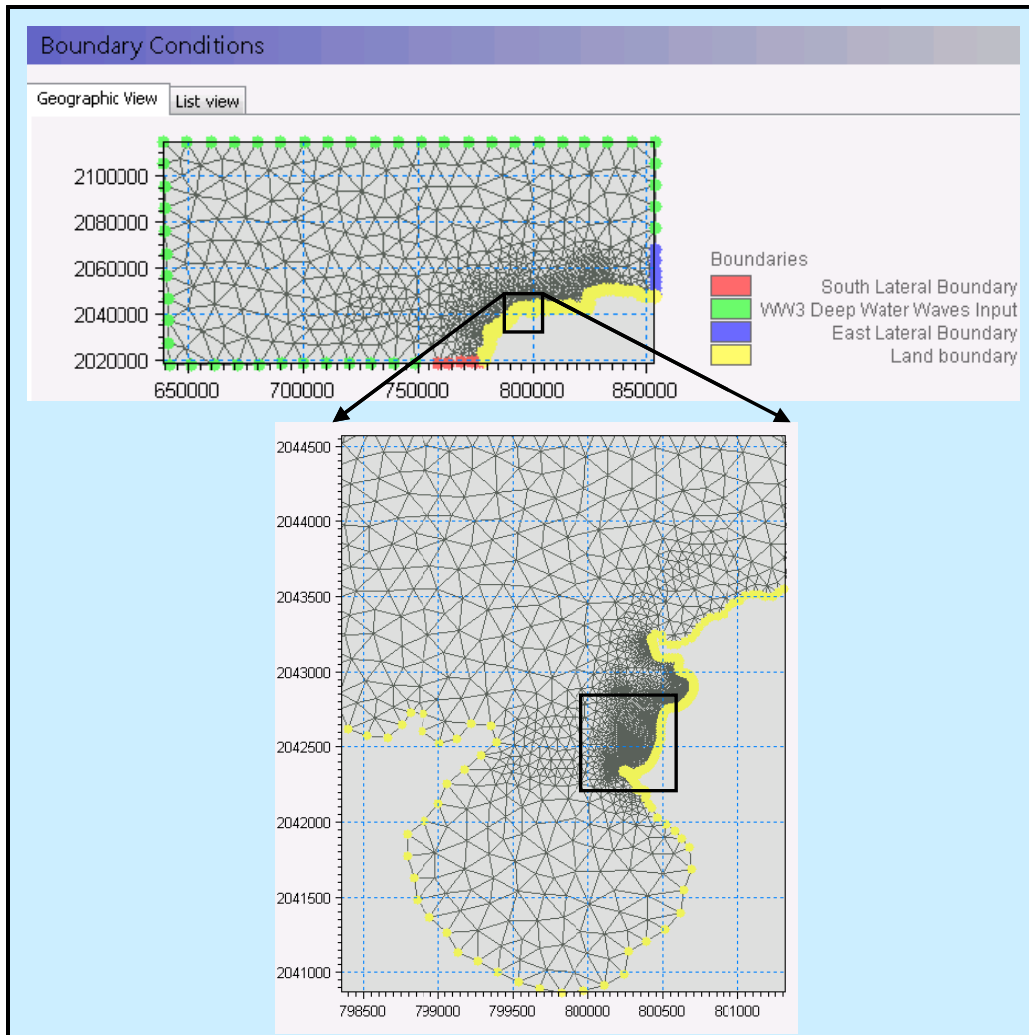 Boundary Conditions
Geographic View List view
2100000
2080000
2060000
2040000
2020000
650000 700000 750000 800000 850000
Boundaries
South Lateral Boundary
WW3 Deep Water Waves Input
East Lateral Boundary
Land boundary
2044500
2044000
2043500
2043000
2042500
2042000
2041500
2041000
798500 799000 799500 800000 800500 801000